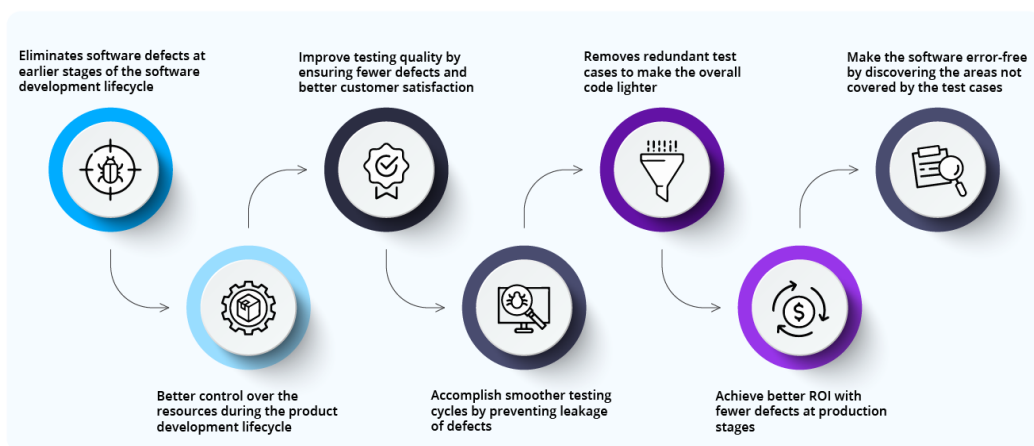 Eliminates software defects at
earlier stages of the software
development lifecycle
Better control over the
resources during the product
development lifecycle
Improve testing quality by
ensuring fewer defects and
better customer satisfaction
Accomplish smoother testing
cycles by preventing leakage
of defects
Removes redundant test
cases to make the overall
code lighter
Achieve better ROI with
fewer defects at production
stages
Make the software error-free
by discovering the areas not
covered by the test cases
$